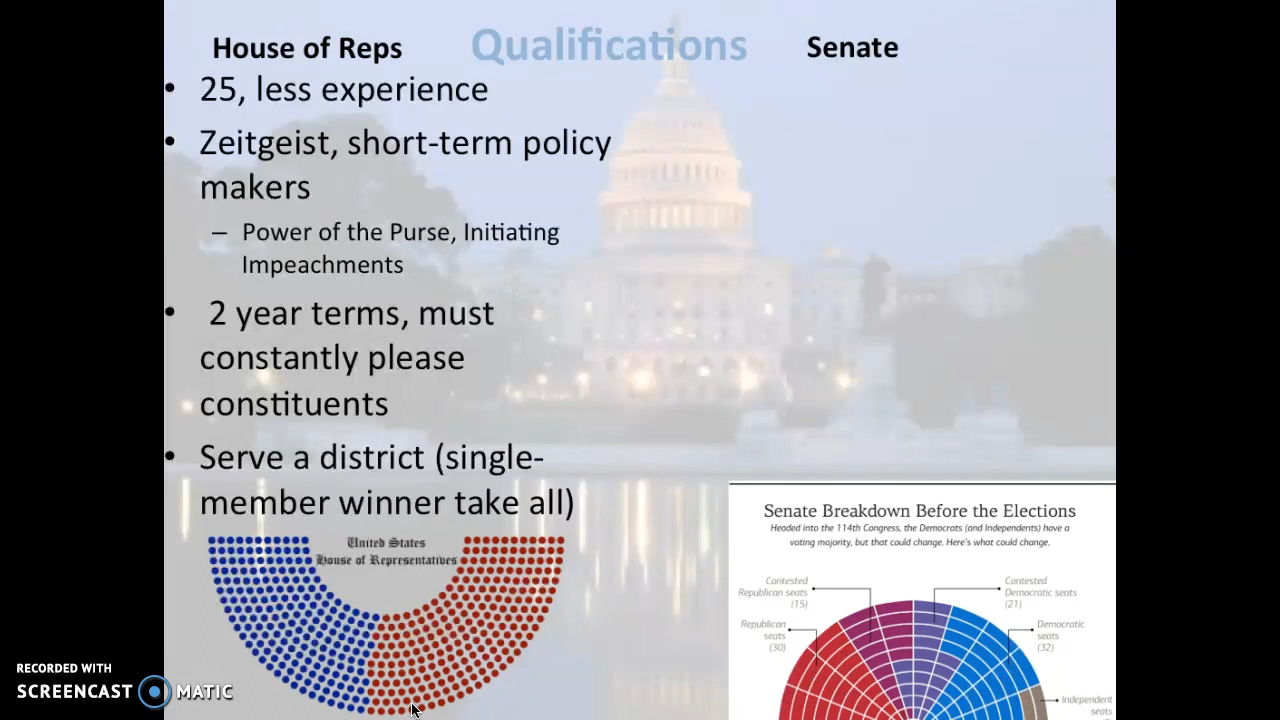 Qualifications
House of Reps
Senate
• 25, less experience
• Zeitgeist, short-term policy
makers
– Power of the Purse, Initiating
Impeachments
• 2 year terms, must
constantly please
constituents
• Serve a district (single-
member winner take all)
United States
House of Representatives
Senate Breakdown Before the Elections
Headed into the 114th Congress, the Democrats (and Independents) have a
voting majority, but that could change. Here's what could change.
Contested
Republican seats
(15)
Contested
Democratic seats
(21)
Republican
seats
(30)
Democratic
seats
(32)
Independent
seats
RECORDED WITH
SCREENCAST MATIC